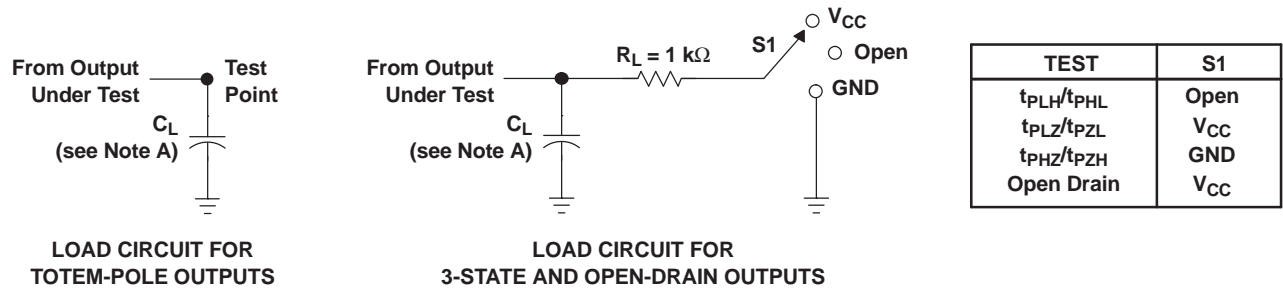 From Output
Under Test
Test
Point
CL
(see Note A)
LOAD CIRCUIT FOR
TOTEM-POLE OUTPUTS
From Output
Under Test
RL = 1 kΩ
S1
VCC
Open
GND
CL
(see Note A)
LOAD CIRCUIT FOR
3-STATE AND OPEN-DRAIN OUTPUTS
TEST S1
tPLH/tPHL Open
tPLZ/tPZL VCC
tPHZ/tPZH GND
Open Drain VCC